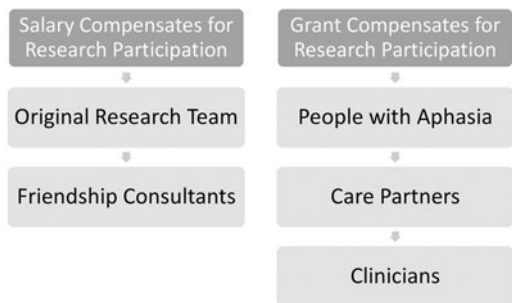 Salary Compensates for
Research Participation
Original Research Team
Friendship Consultants
Grant Compensates for
Research Participation
People with Aphasia
Care Partners
Clinicians